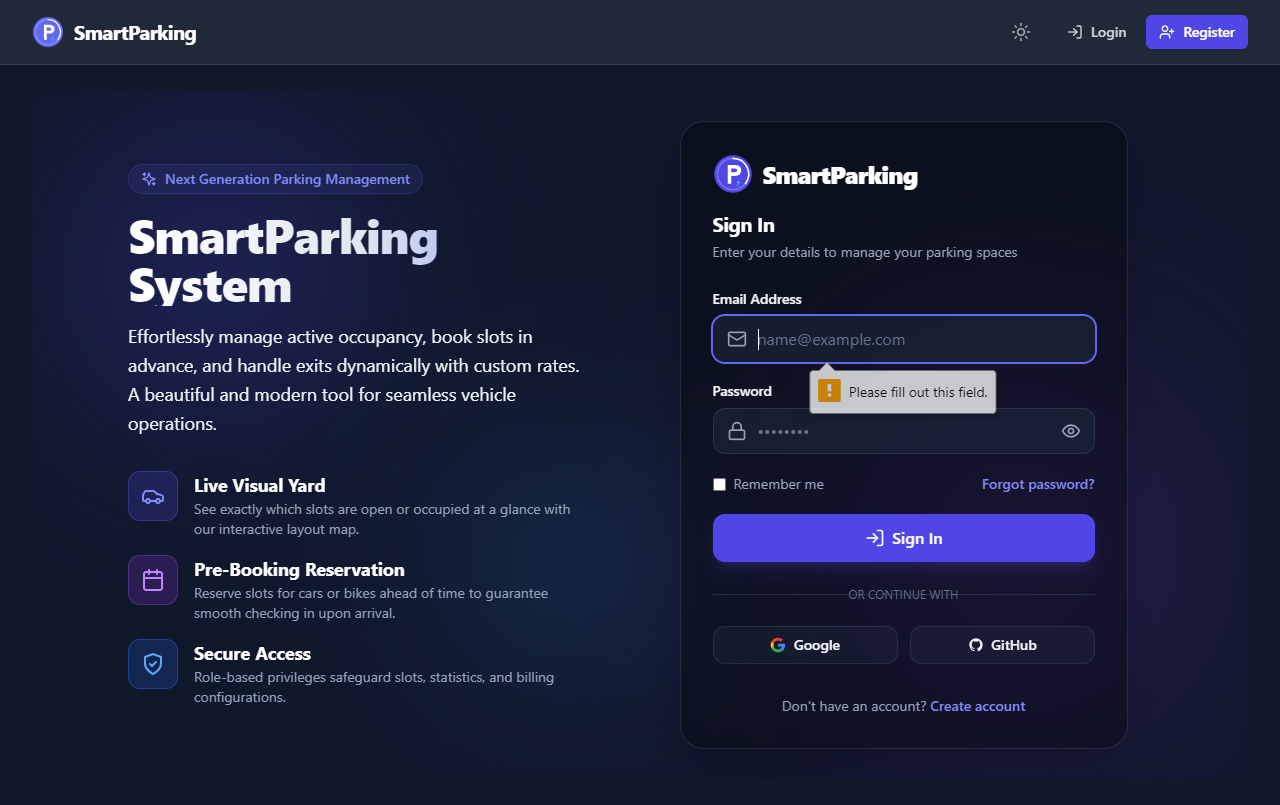 SmartParking
Login
Register
Next Generation Parking Management
SmartParking
System
Effortlessly manage active occupancy, book slots in
advance, and handle exits dynamically with custom rates.
A beautiful and modern tool for seamless vehicle
operations.
Live Visual Yard
See exactly which slots are open or occupied at a glance with
our interactive layout map.
Pre-Booking Reservation
Reserve slots for cars or bikes ahead of time to guarantee
smooth checking in upon arrival.
Secure Access
Role-based privileges safeguard slots, statistics, and billing
configurations.
SmartParking
Sign In
Enter your details to manage your parking spaces
Email Address
name@example.com
Please fill out this field.
Password
••••••••
Remember me
Forgot password?
Sign In
OR CONTINUE WITH
Google
GitHub
Don't have an account? Create account